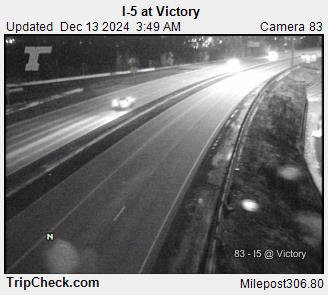 I-5 at Victory
Updated Dec 13 2024 3:49 AM Camera 83
T
N
83 - I5 @ Victory
TripCheck.com Milepost306.80